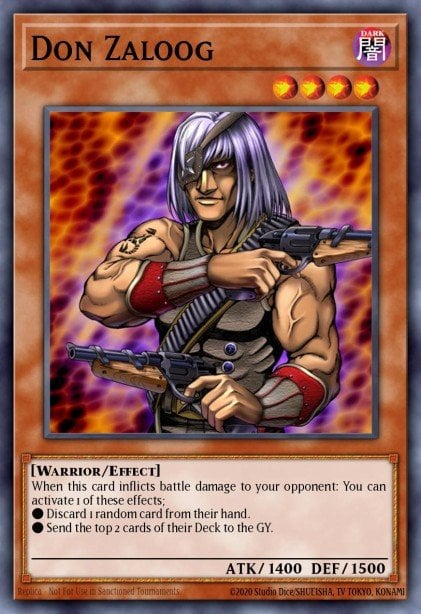 Don Zaloog
DARK
闇
[Warrior/Effect]
When this card inflicts battle damage to your opponent: You can
activate 1 of these effects;
● Discard 1 random card from their hand.
● Send the top 2 cards of their Deck to the GY.
ATK/1400 DEF/1500
Replica - Not For Use in Sanctioned Tournaments
©2020 Studio Dice/SHUEISHA, TV TOKYO, KONAMI